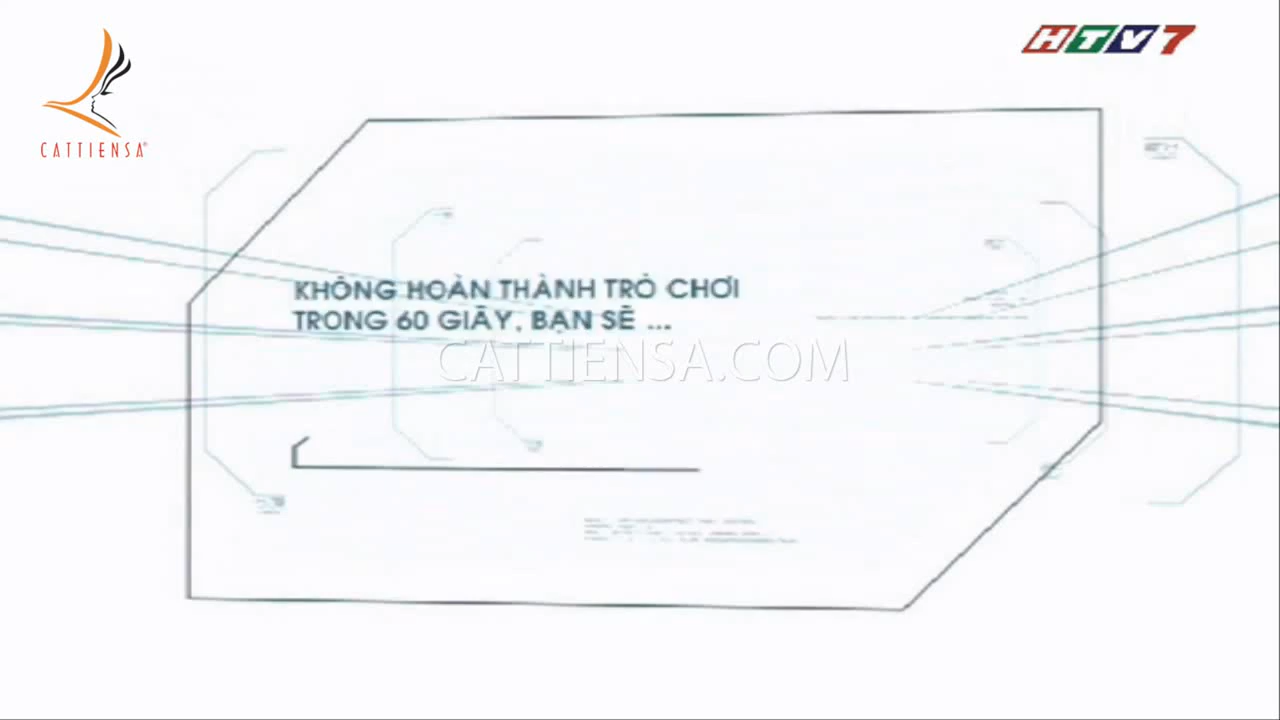 HTV7
CATTIENSA
KHÔNG HOÀN THÀNH TRÒ CHƠI
TRONG 60 GIÂY, BẠN SẼ ...
CATTIENSA.COM